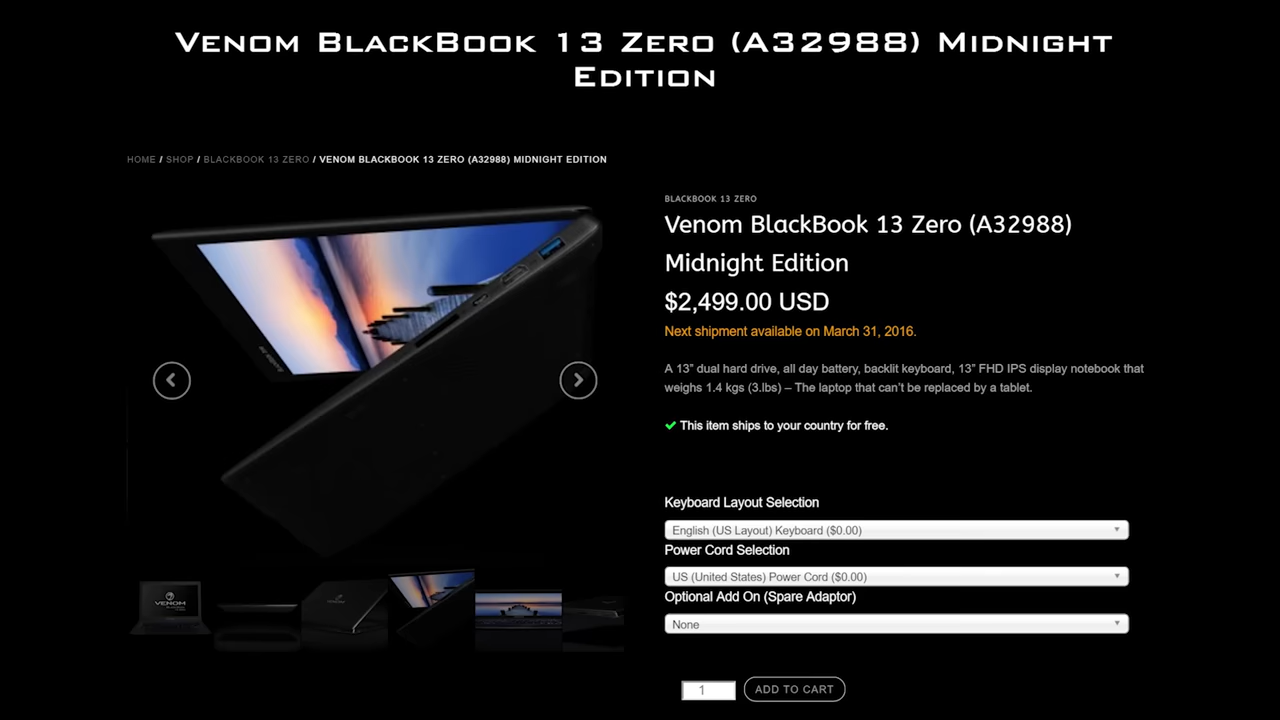 VENOM BLACKBOOK 13 ZERO (A32988) MIDNIGHT
EDITION
HOME / SHOP / BLACKBOOK 13 ZERO / VENOM BLACKBOOK 13 ZERO (A32988) MIDNIGHT EDITION
BLACKBOOK 13 ZERO
Venom BlackBook 13 Zero (A32988)
Midnight Edition
$2,499.00 USD
Next shipment available on March 31, 2016.
A 13” dual hard drive, all day battery, backlit keyboard, 13” FHD IPS display notebook that
weighs 1.4 kgs (3.lbs) – The laptop that can’t be replaced by a tablet.
This item ships to your country for free.
Keyboard Layout Selection
English (US Layout) Keyboard ($0.00)
Power Cord Selection
US (United States) Power Cord ($0.00)
Optional Add On (Spare Adaptor)
None
1
ADD TO CART
VENOM